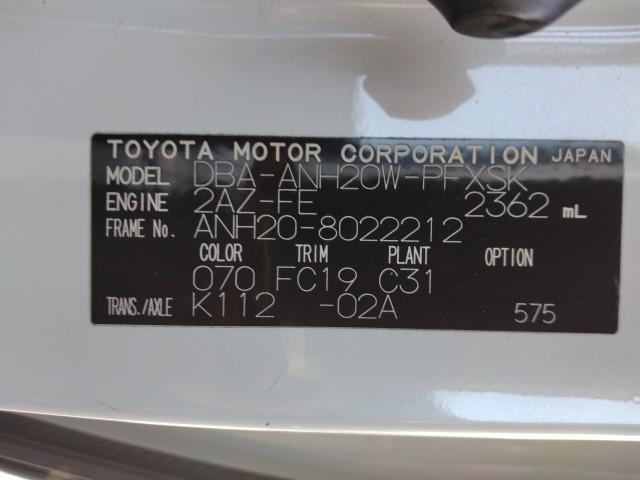 TOYOTA MOTOR CORPORATION JAPAN
MODEL DBA-ANH20W-PFXSK
ENGINE 2AZ-FE 2362 mL
FRAME No. ANH20-8022212
COLOR TRIM PLANT OPTION
070 FC19 C31
TRANS./AXLE K112 -02A 575